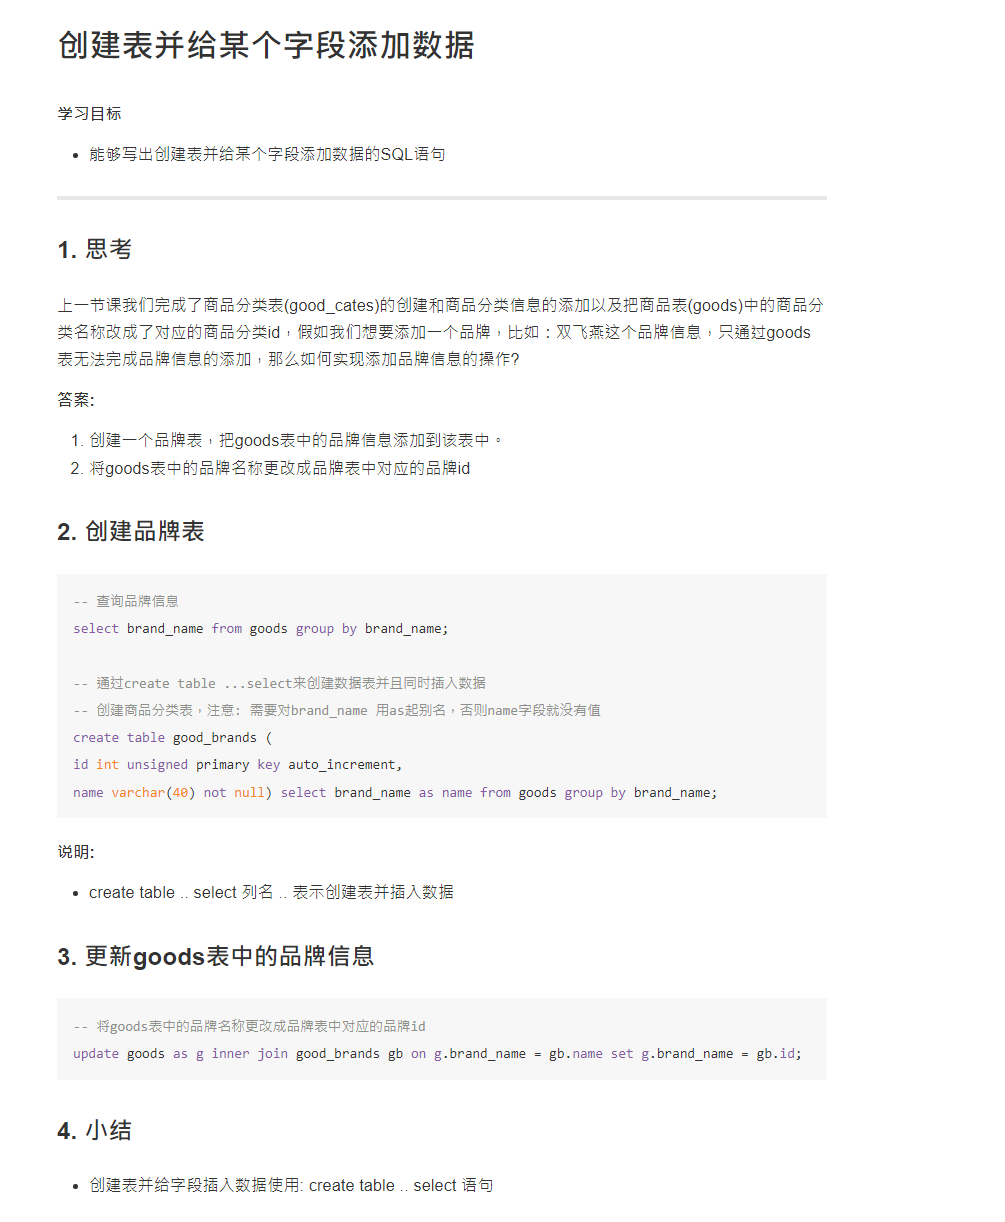 创建表并给某个字段添加数据
学习目标
• 能够写出创建表并给某个字段添加数据的SQL语句
1. 思考
上一节课我们完成了商品分类表(good_cates)的创建和商品分类信息的添加以及把商品表(goods)中的商品分
类名称改成了对应的商品分类id，假如我们想要添加一个品牌，比如：双飞燕这个品牌信息，只通过goods
表无法完成品牌信息的添加，那么如何实现添加品牌信息的操作?
答案:
1. 创建一个品牌表，把goods表中的品牌信息添加到该表中。
2. 将goods表中的品牌名称更改成品牌表中对应的品牌id
2. 创建品牌表
-- 查询品牌信息
select brand_name from goods group by brand_name;
-- 通过create table ...select来创建数据表并且同时插入数据
-- 创建商品分类表，注意: 需要对brand_name 用as起别名，否则name字段就没有值
create table good_brands (
id int unsigned primary key auto_increment,
name varchar(40) not null) select brand_name as name from goods group by brand_name;
说明:
• create table .. select 列名 .. 表示创建表并插入数据
3. 更新goods表中的品牌信息
-- 将goods表中的品牌名称更改成品牌表中对应的品牌id
update goods as g inner join good_brands gb on g.brand_name = gb.name set g.brand_name = gb.id;
4. 小结
• 创建表并给字段插入数据使用: create table .. select 语句